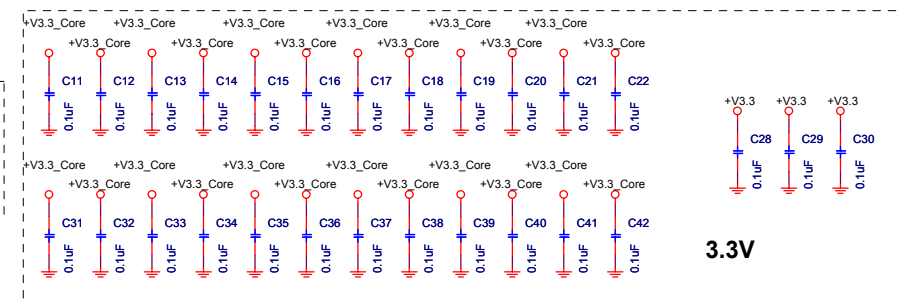 +V3.3_Core +V3.3_Core +V3.3_Core +V3.3_Core +V3.3_Core +V3.3_Core
+V3.3_Core +V3.3_Core +V3.3_Core +V3.3_Core +V3.3_Core +V3.3_Core
C11 C12 C13 C14 C15 C16 C17 C18 C19 C20 C21 C22
0.1uF 0.1uF 0.1uF 0.1uF 0.1uF 0.1uF 0.1uF 0.1uF 0.1uF 0.1uF 0.1uF 0.1uF
+V3.3 +V3.3 +V3.3
C28 C29 C30
0.1uF 0.1uF 0.1uF
+V3.3_Core +V3.3_Core +V3.3_Core +V3.3_Core +V3.3_Core +V3.3_Core
+V3.3_Core +V3.3_Core +V3.3_Core +V3.3_Core +V3.3_Core +V3.3_Core
C31 C32 C33 C34 C35 C36 C37 C38 C39 C40 C41 C42
0.1uF 0.1uF 0.1uF 0.1uF 0.1uF 0.1uF 0.1uF 0.1uF 0.1uF 0.1uF 0.1uF 0.1uF
3.3V